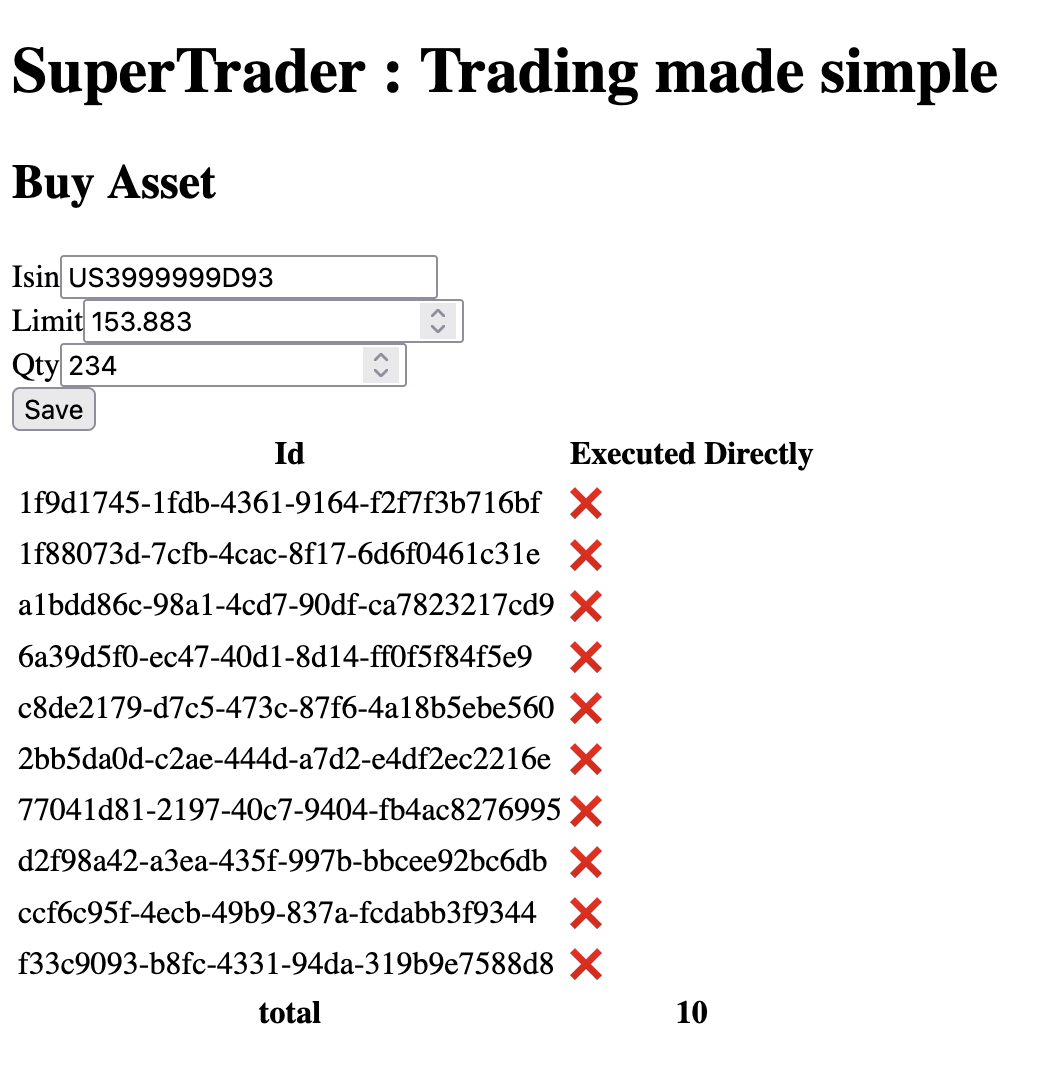 SuperTrader : Trading made simple
Buy Asset
Isin US3999999D93
Limit 153.883
Qty 234
Save
Id Executed Directly
1f9d1745-1fdb-4361-9164-f2f7f3b716bf ❌
1f88073d-7cfb-4cac-8f17-6d6f0461c31e ❌
a1bdd86c-98a1-4cd7-90df-ca7823217cd9 ❌
6a39d5f0-ec47-40d1-8d14-ff0f5f84f5e9 ❌
c8de2179-d7c5-473c-87f6-4a18b5ebe560 ❌
2bb5da0d-c2ae-444d-a7d2-e4df2ec2216e ❌
77041d81-2197-40c7-9404-fb4ac8276995 ❌
d2f98a42-a3ea-435f-997b-bbcee92bc6db ❌
ccf6c95f-4ecb-49b9-837a-fcdabb3f9344 ❌
f33c9093-b8fc-4331-94da-319b9e7588d8 ❌
total 10